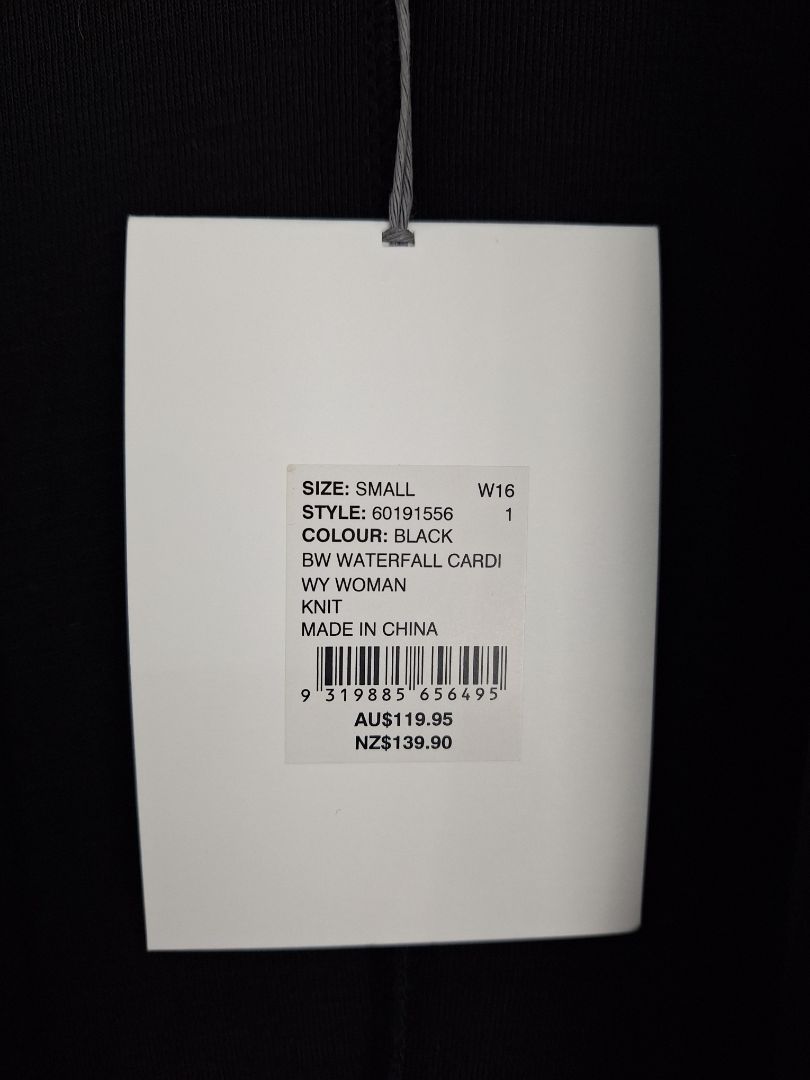 SIZE: SMALL W16
STYLE: 60191556 1
COLOUR: BLACK
BW WATERFALL CARDI
WY WOMAN
KNIT
MADE IN CHINA
9 319885 656495
AU$119.95
NZ$139.90